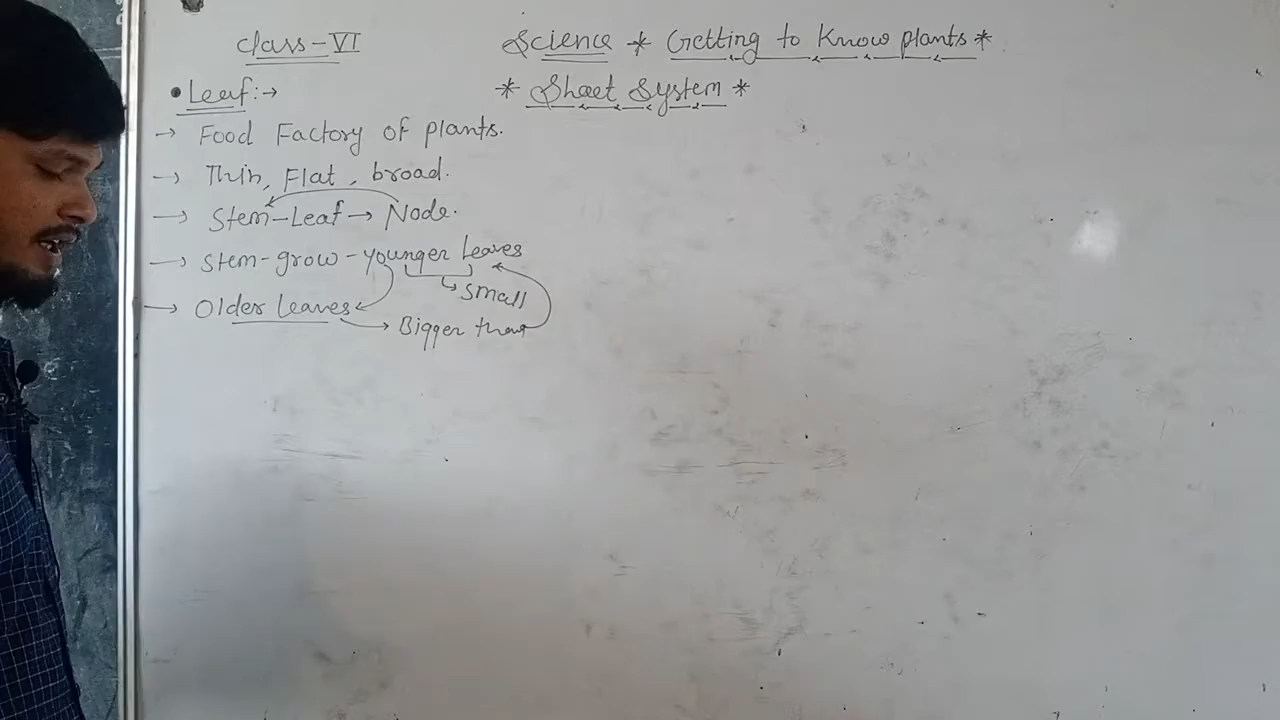 Class-VI
Science * Getting to Know plants *
* Shoot System *
• Leaf:→
→ Food Factory of plants.
→ Thin, Flat, broad.
→ Stem-Leaf → Node.
→ Stem-grow-younger Leaves
↳ Small
→ Older Leaves
→ Bigger than